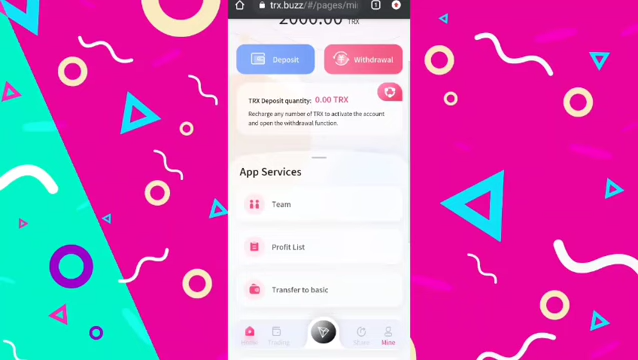 trx.buzz/#/pages/mi
1
2000.00 TRX
Deposit
Withdrawal
TRX Deposit quantity: 0.00 TRX
Recharge any number of TRX to activate the account
and open the withdrawal function.
App Services
Team
Profit List
Transfer to basic
Home Trading Mine